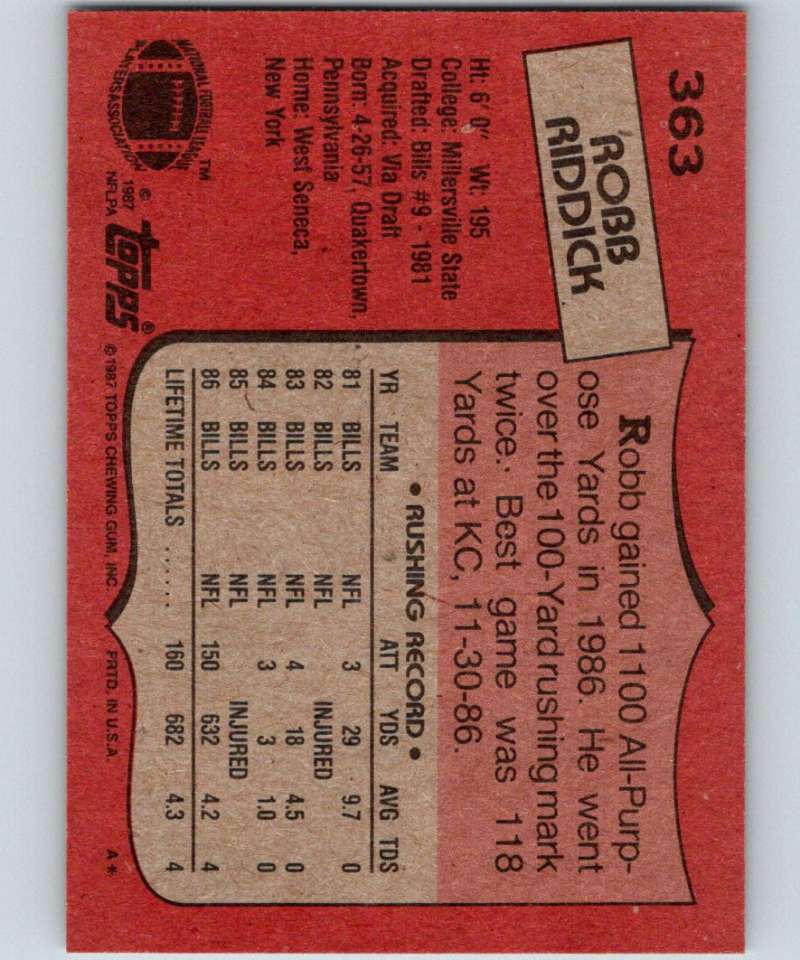 363
ROBB
RIDDICK
Ht: 6' 0" Wt: 195
College: Millersville State
Drafted: Bills #9 - 1981
Acquired: Via Draft
Born: 4-26-57, Quakertown,
Pennsylvania
Home: West Seneca,
New York
NATIONAL FOOTBALL LEAGUE
PLAYERS ASSOCIATION
TM
© 1987
NFLPA
topps®
Robb gained 1100 All-Purp-
ose Yards in 1986. He went
over the 100-Yard rushing mark
twice. Best game was 118
Yards at KC, 11-30-86.
• RUSHING RECORD •
YR TEAM ATT YDS AVG TDS
81 BILLS NFL 3 29 9.7 0
82 BILLS NFL INJURED
83 BILLS NFL 4 18 4.5 0
84 BILLS NFL 3 3 1.0 0
85 BILLS NFL INJURED
86 BILLS NFL 150 632 4.2 4
LIFETIME TOTALS ...... 160 682 4.3 4
© 1987 TOPPS CHEWING GUM, INC. PRTD. IN U.S.A. A*